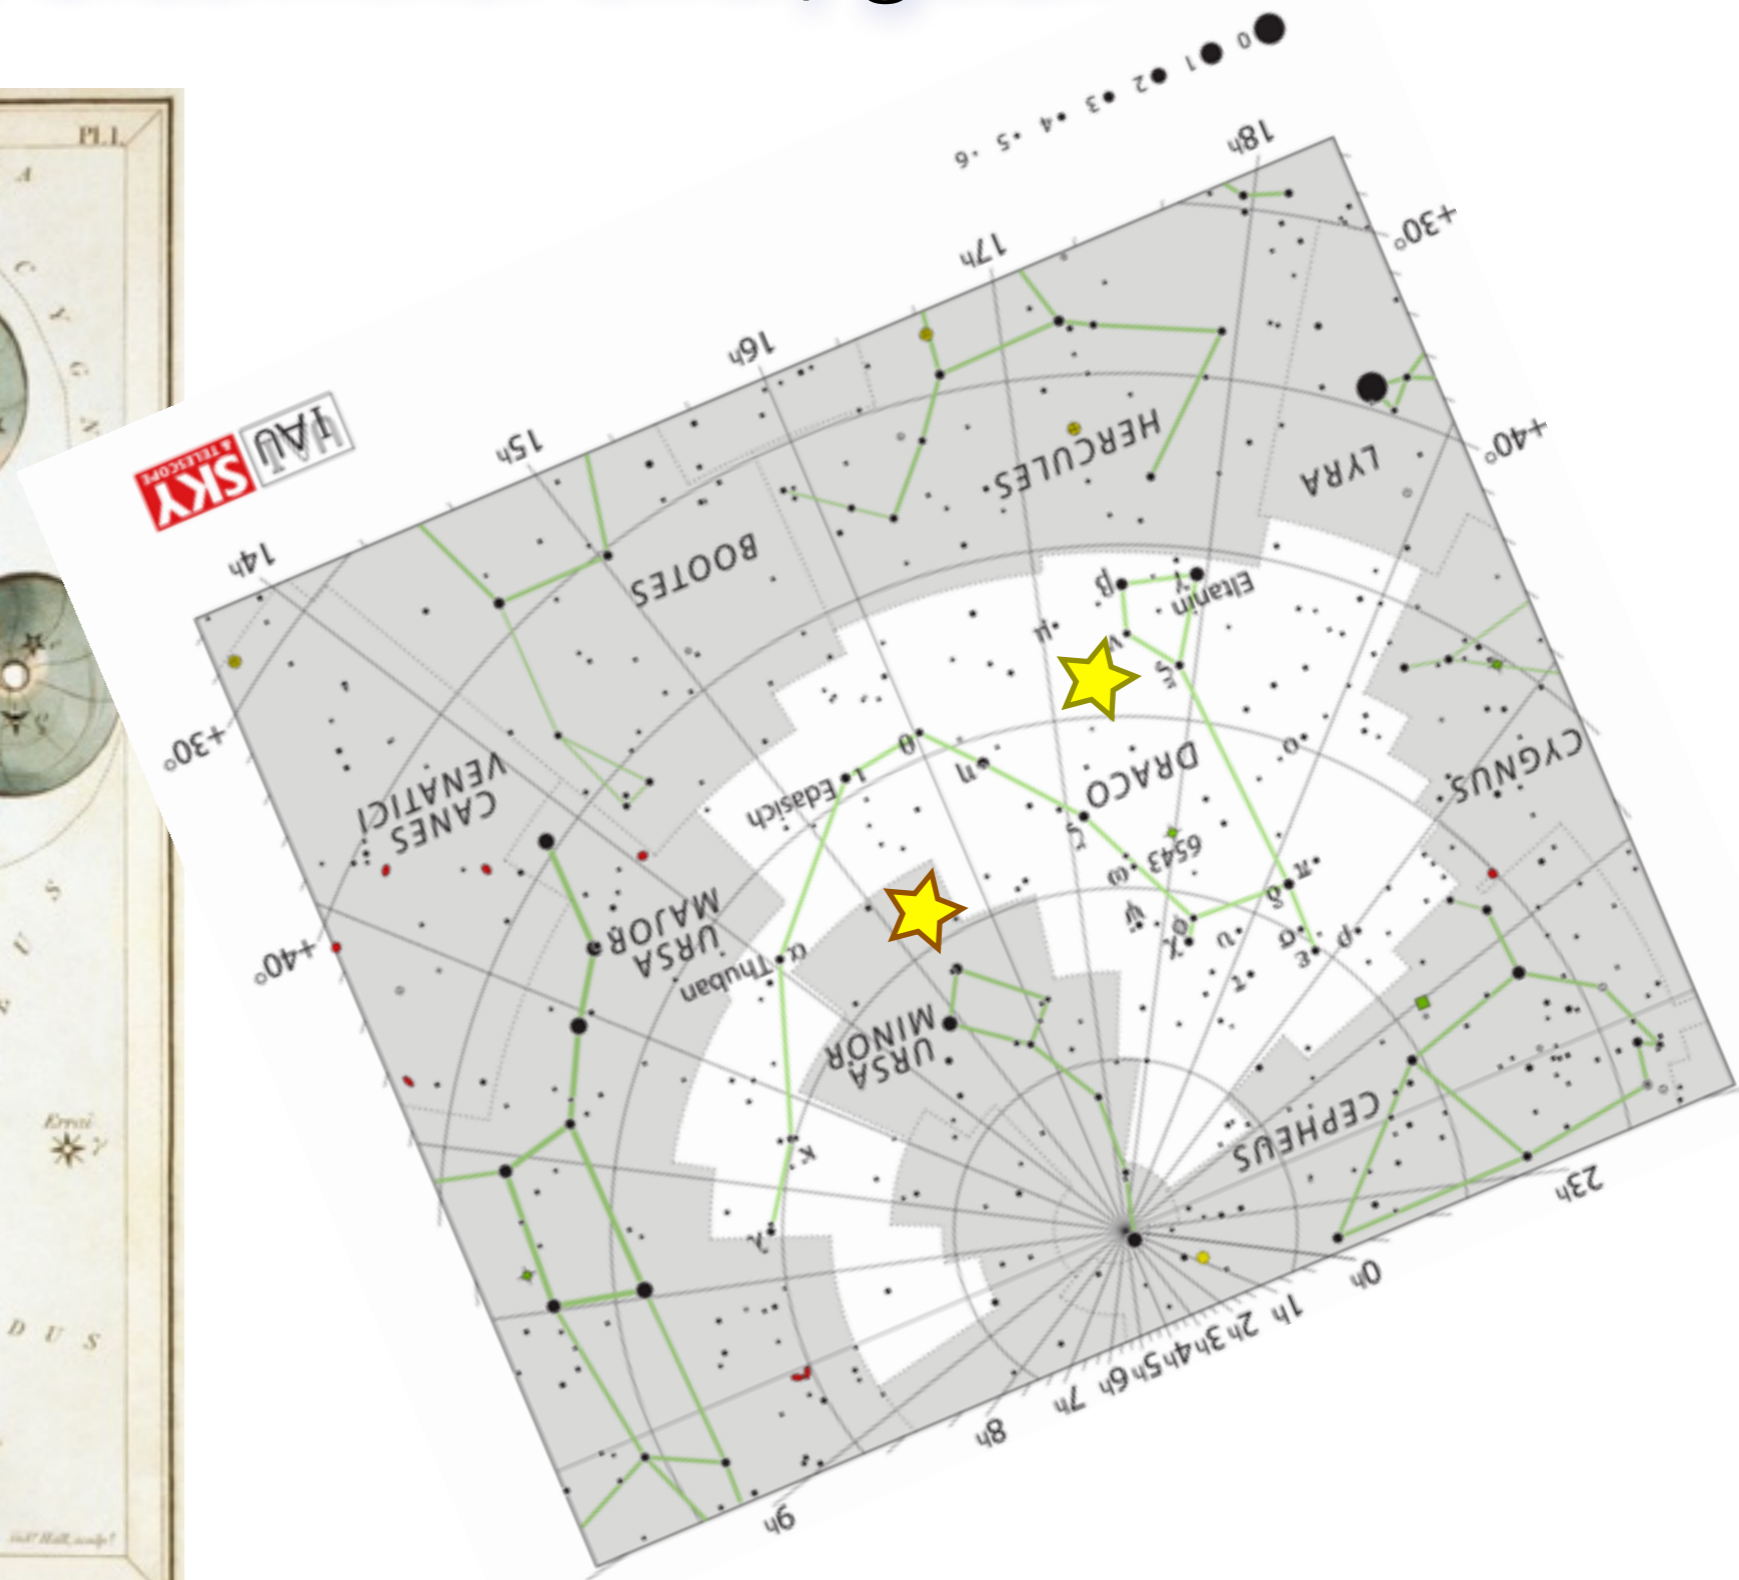 Pl. I.
A
C
Y
G
N
U
S
Errai
γ
D U S
0
1
2
3
4
5
6
18h
17h
16h
15h
14h
+30°
+40°
IAU
SKY
& TELESCOPE
HERCULES
LYRA
BOOTES
β
γ
Eltanin
μ
ν
ξ
+30°
CANES
VENATICI
θ
η
ι
Edasich
DRACO
ο
CYGNUS
ζ
ω
6543
π
δ
ψ
φ
χ
υ
σ
ρ
ε
τ
URSA
MAJOR
α
Thuban
+40°
URSA
MINOR
CEPHEUS
κ
λ
23h
0h
1h
2h
3h
4h
5h
6h
7h
8h
9h